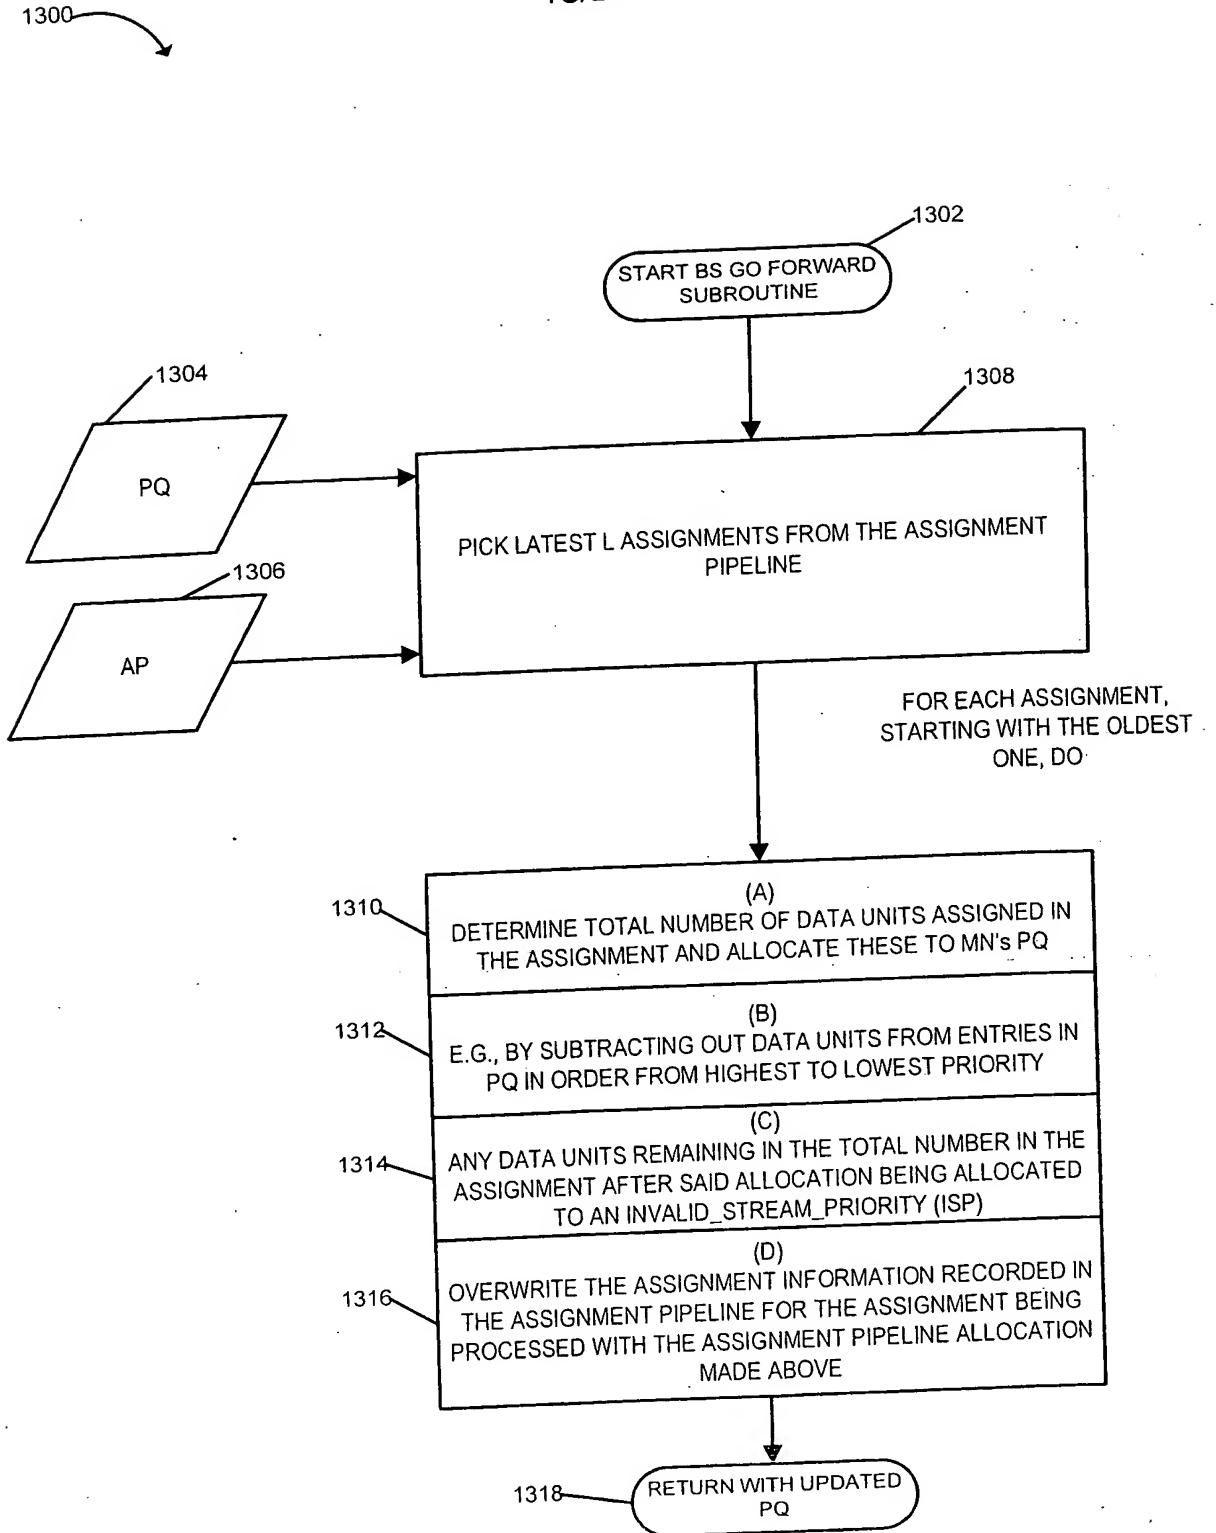 1300
1302
START BS GO FORWARD
SUBROUTINE
1304
1308
PQ
PICK LATEST L ASSIGNMENTS FROM THE ASSIGNMENT
PIPELINE
1306
AP
FOR EACH ASSIGNMENT,
STARTING WITH THE OLDEST
ONE, DO
1310
(A)
DETERMINE TOTAL NUMBER OF DATA UNITS ASSIGNED IN
THE ASSIGNMENT AND ALLOCATE THESE TO MN's PQ
1312
(B)
E.G., BY SUBTRACTING OUT DATA UNITS FROM ENTRIES IN
PQ IN ORDER FROM HIGHEST TO LOWEST PRIORITY
1314
(C)
ANY DATA UNITS REMAINING IN THE TOTAL NUMBER IN THE
ASSIGNMENT AFTER SAID ALLOCATION BEING ALLOCATED
TO AN INVALID_STREAM_PRIORITY (ISP)
1316
(D)
OVERWRITE THE ASSIGNMENT INFORMATION RECORDED IN
THE ASSIGNMENT PIPELINE FOR THE ASSIGNMENT BEING
PROCESSED WITH THE ASSIGNMENT PIPELINE ALLOCATION
MADE ABOVE
1318
RETURN WITH UPDATED
PQ